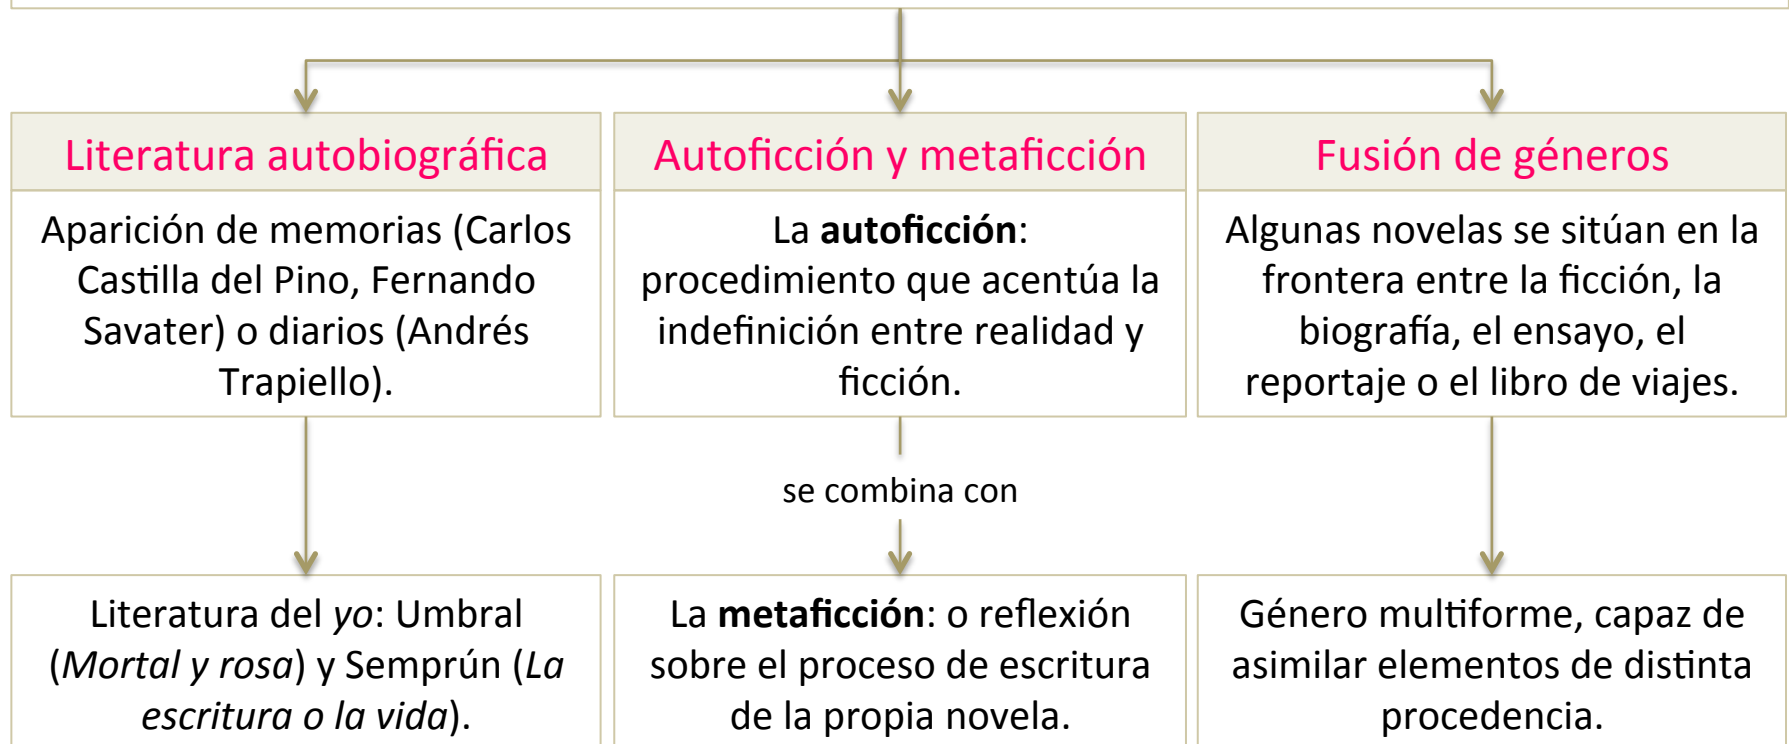 Literatura autobiográfica
Aparición de memorias (Carlos
Castilla del Pino, Fernando
Savater) o diarios (Andrés
Trapiello).
Literatura del yo: Umbral
(Mortal y rosa) y Semprún (La
escritura o la vida).
Autoficción y metaficción
La autoficción:
procedimiento que acentúa la
indefinición entre realidad y
ficción.
se combina con
La metaficción: o reflexión
sobre el proceso de escritura
de la propia novela.
Fusión de géneros
Algunas novelas se sitúan en la
frontera entre la ficción, la
biografía, el ensayo, el
reportaje o el libro de viajes.
Género multiforme, capaz de
asimilar elementos de distinta
procedencia.